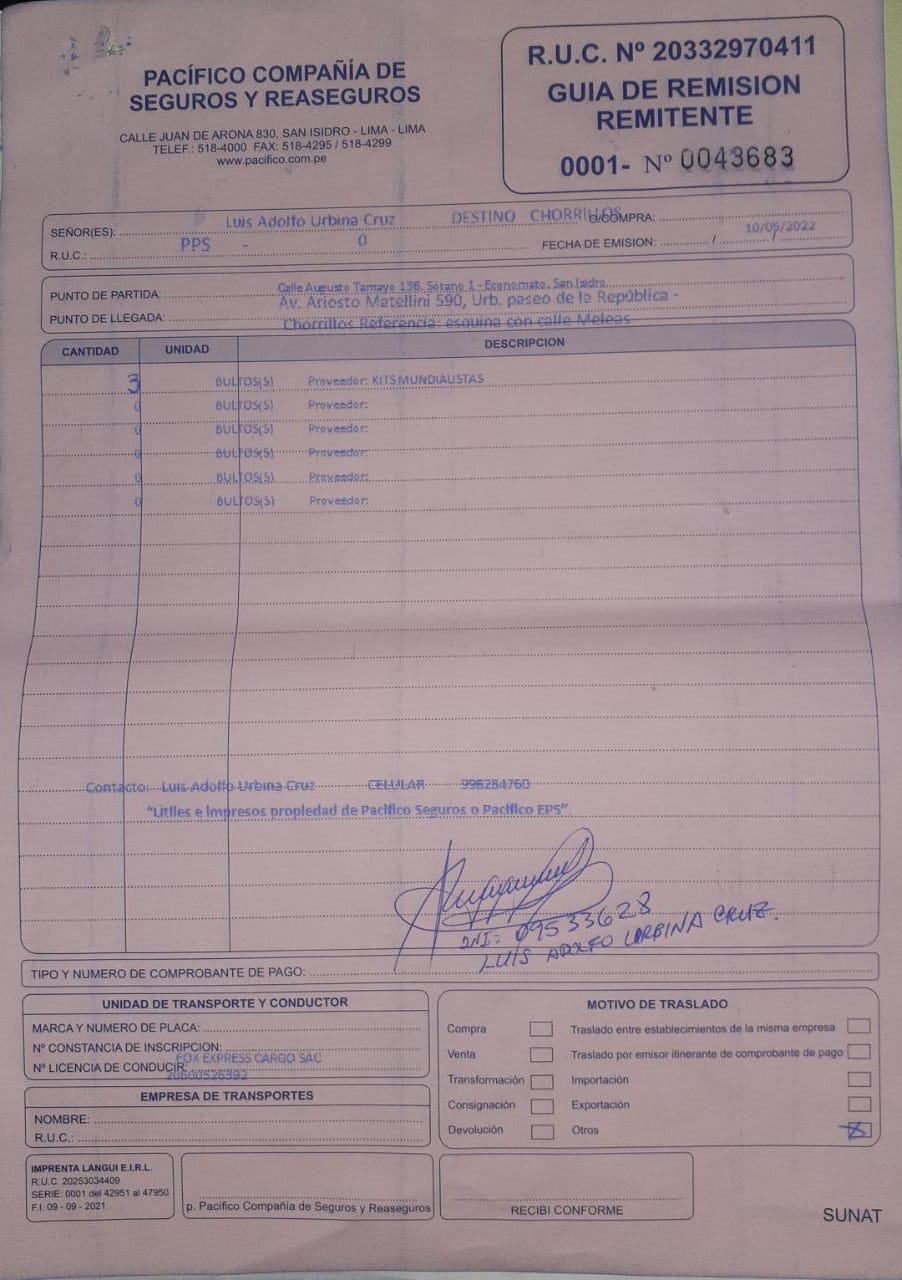 PACÍFICO COMPAÑÍA DE
SEGUROS Y REASEGUROS
CALLE JUAN DE ARONA 830, SAN ISIDRO - LIMA - LIMA
TELEF.: 518-4000 FAX: 518-4295 / 518-4299
www.pacifico.com.pe
R.U.C. Nº 20332970411
GUIA DE REMISION
REMITENTE
0001- Nº 0043683
SEÑOR(ES): Luis Adolfo Urbina Cruz DESTINO CHORRILLOS O/COMPRA:
R.U.C.: PPS - 0 FECHA DE EMISION: 10/05/2022
PUNTO DE PARTIDA: Calle Augusto Tamayo 136, Sótano 1 - Economato, San Isidro
Av. Ariosto Matellini 590, Urb. paseo de la República -
PUNTO DE LLEGADA: Chorrillos Referencia: esquina con calle Meleas
CANTIDAD UNIDAD DESCRIPCION
3 BULTOS(S) Proveedor: KITS MUNDIALISTAS
0 BULTOS(S) Proveedor:
0 BULTOS(S) Proveedor:
0 BULTOS(S) Proveedor:
0 BULTOS(S) Proveedor:
0 BULTOS(S) Proveedor:
Contacto: Luis Adolfo Urbina Cruz CELULAR 998284760
"Utiles e Impresos propiedad de Pacifico Seguros o Pacifico EPS"
DNI: 09533628
LUIS ADOLFO URBINA CRUZ.
TIPO Y NUMERO DE COMPROBANTE DE PAGO:
UNIDAD DE TRANSPORTE Y CONDUCTOR
MARCA Y NUMERO DE PLACA:
Nº CONSTANCIA DE INSCRIPCION:
FOX EXPRESS CARGO SAC
Nº LICENCIA DE CONDUCIR:
20600526392
EMPRESA DE TRANSPORTES
NOMBRE:
R.U.C.:
MOTIVO DE TRASLADO
Compra Traslado entre establecimientos de la misma empresa
Venta Traslado por emisor itinerante de comprobante de pago
Transformación Importación
Consignación Exportación
Devolución Otros X
IMPRENTA LANGUI E.I.R.L.
R.U.C. 20253034409
SERIE: 0001 del 42951 al 47950
F.I. 09 - 09 - 2021
p. Pacifico Compañia de Seguros y Reaseguros
RECIBI CONFORME
SUNAT